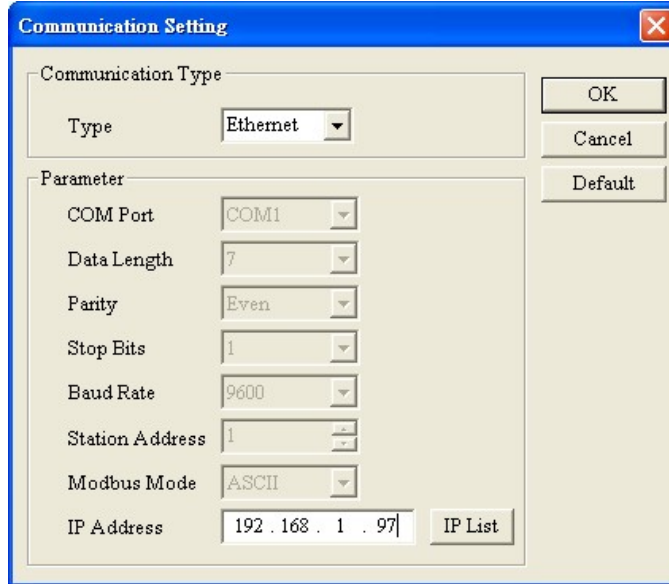 Communication Setting
Communication Type
Type Ethernet
OK
Cancel
Default
Parameter
COM Port COM1
Data Length 7
Parity Even
Stop Bits 1
Baud Rate 9600
Station Address 1
Modbus Mode ASCII
IP Address 192 . 168 . 1 . 97 IP List